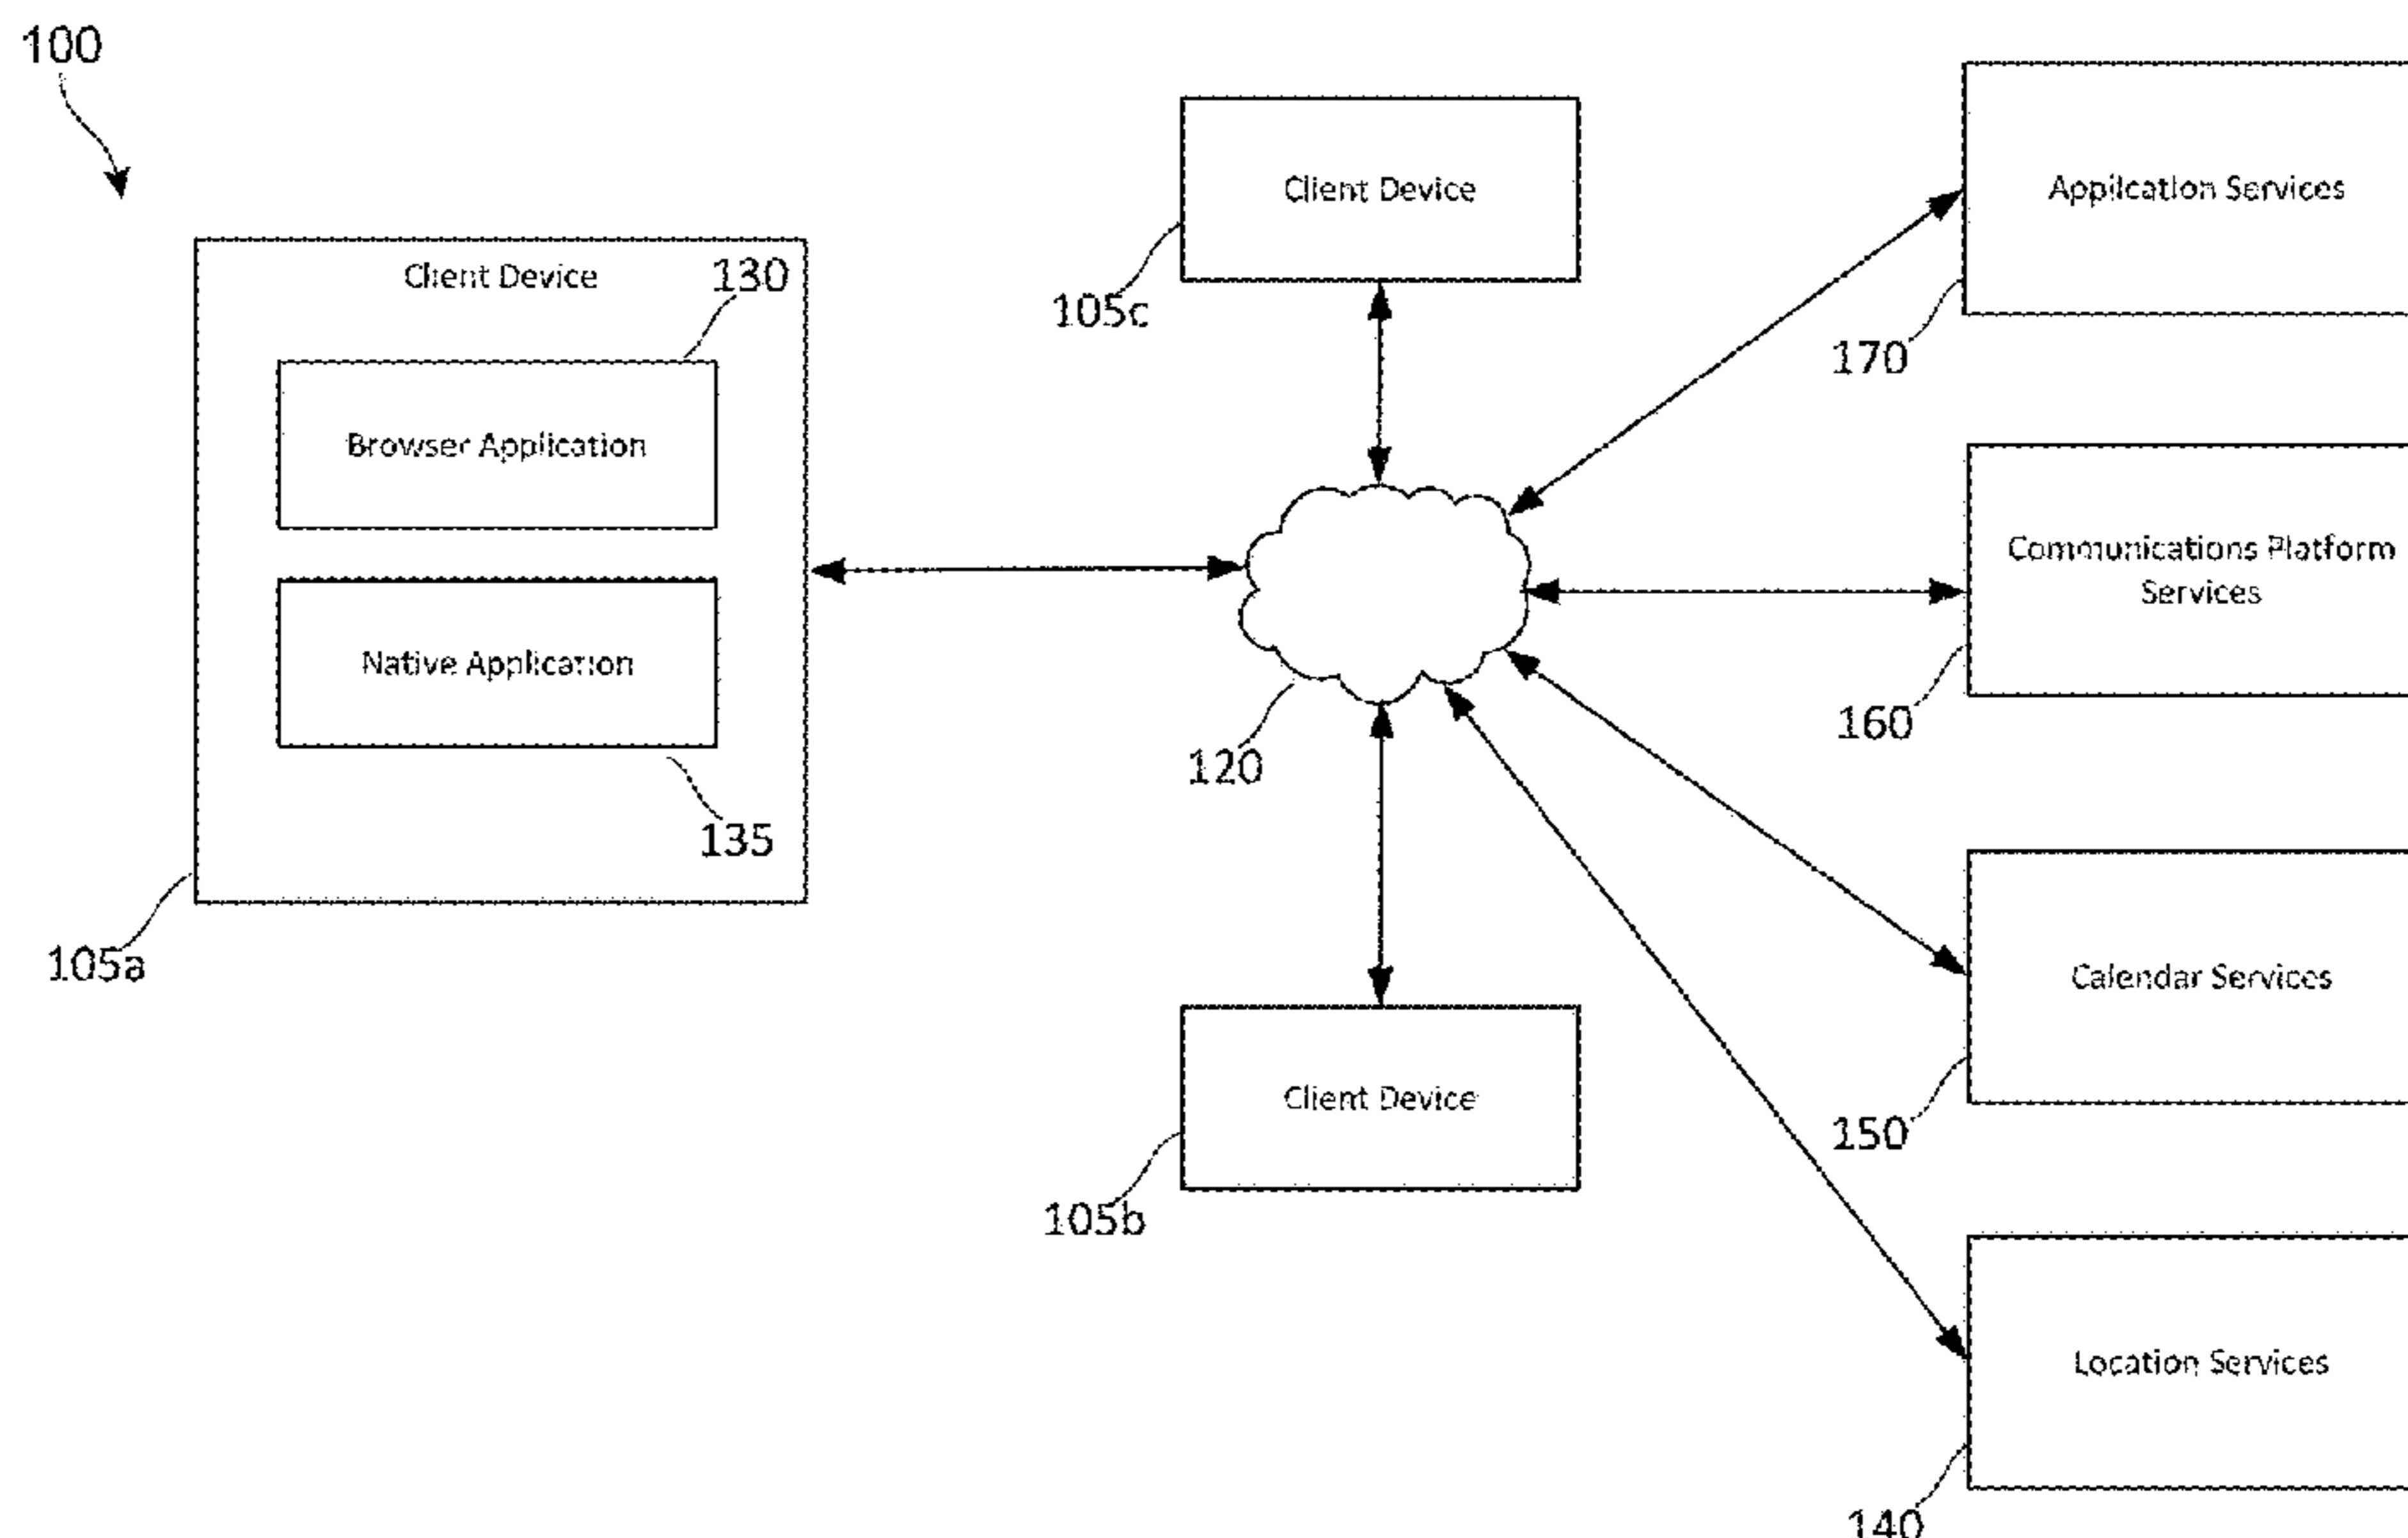 100
Client Device
130
Browser Application
Native Application
135
105a
Client Device
105c
120
Client Device
105b
Application Services
170
Communications Platform
Services
160
Calendar Services
150
Location Services
140